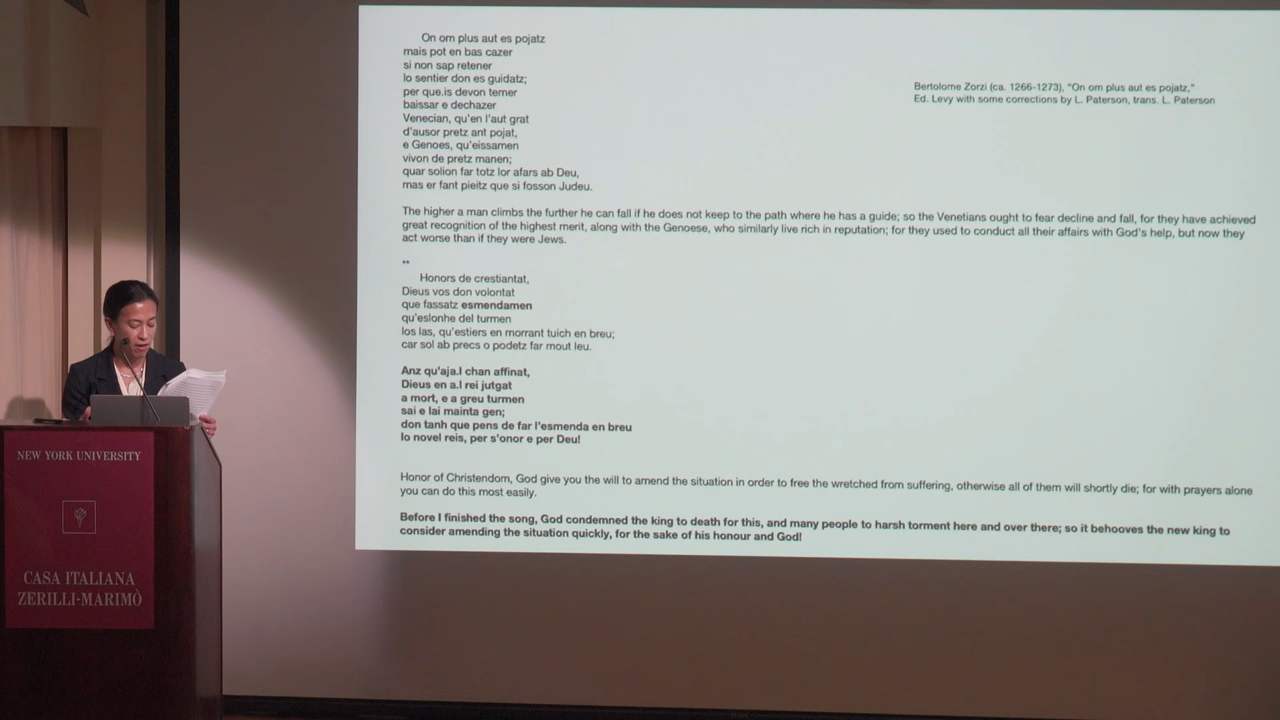 On om plus aut es pojatz
mais pot en bas cazer
si non sap retener
lo sentier don es guidatz;
per que.is devon temer
baissar e dechazer
Venecian, qu'en l'aut grat
d'ausor pretz ant pojat,
e Genoes, qu'eissamen
vivon de pretz manen;
quar solion far totz lor afars ab Deu,
mas er fant pieitz que si fosson Judeu.
Bertolome Zorzi (ca. 1266-1273), "On om plus aut es pojatz,"
Ed. Levy with some corrections by L. Paterson, trans. L. Paterson
The higher a man climbs the further he can fall if he does not keep to the path where he has a guide; so the Venetians ought to fear decline and fall, for they have achieved
great recognition of the highest merit, along with the Genoese, who similarly live rich in reputation; for they used to conduct all their affairs with God's help, but now they
act worse than if they were Jews.
**
Honors de crestiantat,
Dieus vos don volontat
que fassatz esmendamen
qu'eslonhe del turmen
los las, qu'estiers en morrant tuich en breu;
car sol ab precs o podetz far mout leu.
Anz qu'aja.l chan affinat,
Dieus en a.l rei jutgat
a mort, e a greu turmen
sai e lai mainta gen;
don tanh que pens de far l'esmenda en breu
lo novel reis, per s'onor e per Deu!
Honor of Christendom, God give you the will to amend the situation in order to free the wretched from suffering, otherwise all of them will shortly die; for with prayers alone
you can do this most easily.
Before I finished the song, God condemned the king to death for this, and many people to harsh torment here and over there; so it behooves the new king to
consider amending the situation quickly, for the sake of his honour and God!
NEW YORK UNIVERSITY
CASA ITALIANA
ZERILLI-MARIMÒ